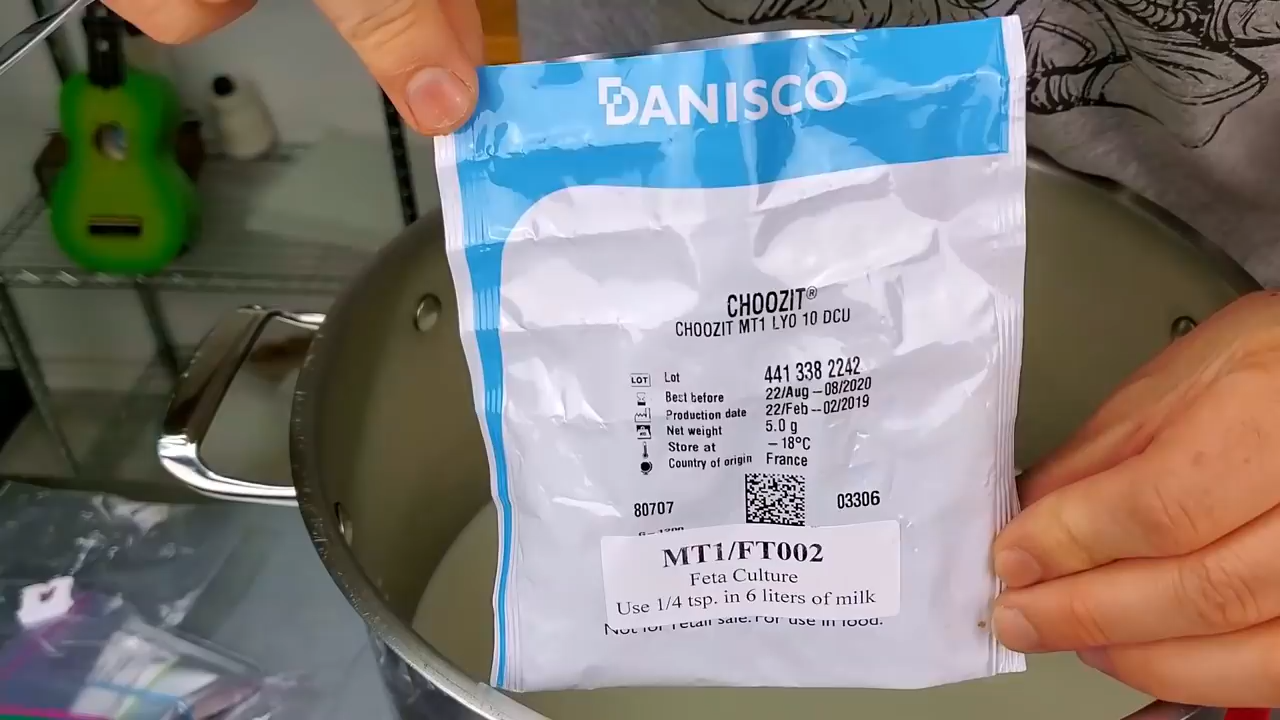 DANISCO
CHOOZIT®
CHOOZIT MT1 LYO 10 DCU
LOT Lot 441 338 2242
Best before 22/Aug – 08/2020
Production date 22/Feb – 02/2019
Net weight 5.0 g
Store at – 18°C
Country of origin France
80707 03306
MT1/FT002
Feta Culture
Use 1/4 tsp. in 6 liters of milk
Not for retail sale. For use in food.